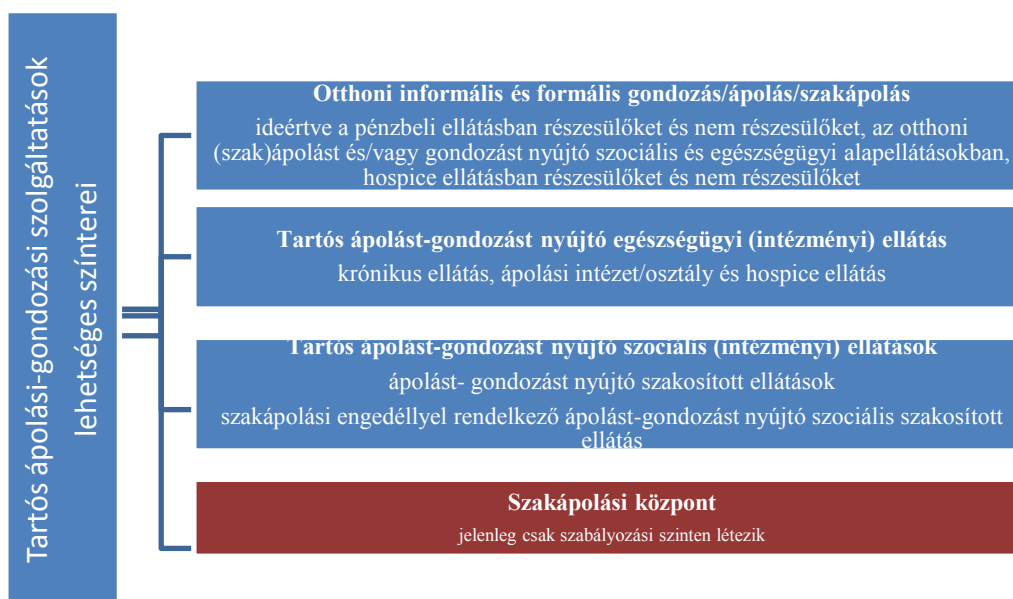 Tartós ápolási-gondozási szolgáltatások
lehetséges színterei
Otthoni informális és formális gondozás/ápolás/szakápolás
ideértve a pénzbeli ellátásban részesülőket és nem részesülőket, az otthoni
(szak)ápolást és/vagy gondozást nyújtó szociális és egészségügyi alapellátásokban,
hospice ellátásban részesülőket és nem részesülőket
Tartós ápolást-gondozást nyújtó egészségügyi (intézményi) ellátás
krónikus ellátás, ápolási intézet/osztály és hospice ellátás
Tartós ápolást-gondozást nyújtó szociális (intézményi) ellátások
ápolást- gondozást nyújtó szakosított ellátások
szakápolási engedéllyel rendelkező ápolást-gondozást nyújtó szociális szakosított
ellátás
Szakápolási központ
jelenleg csak szabályozási szinten létezik